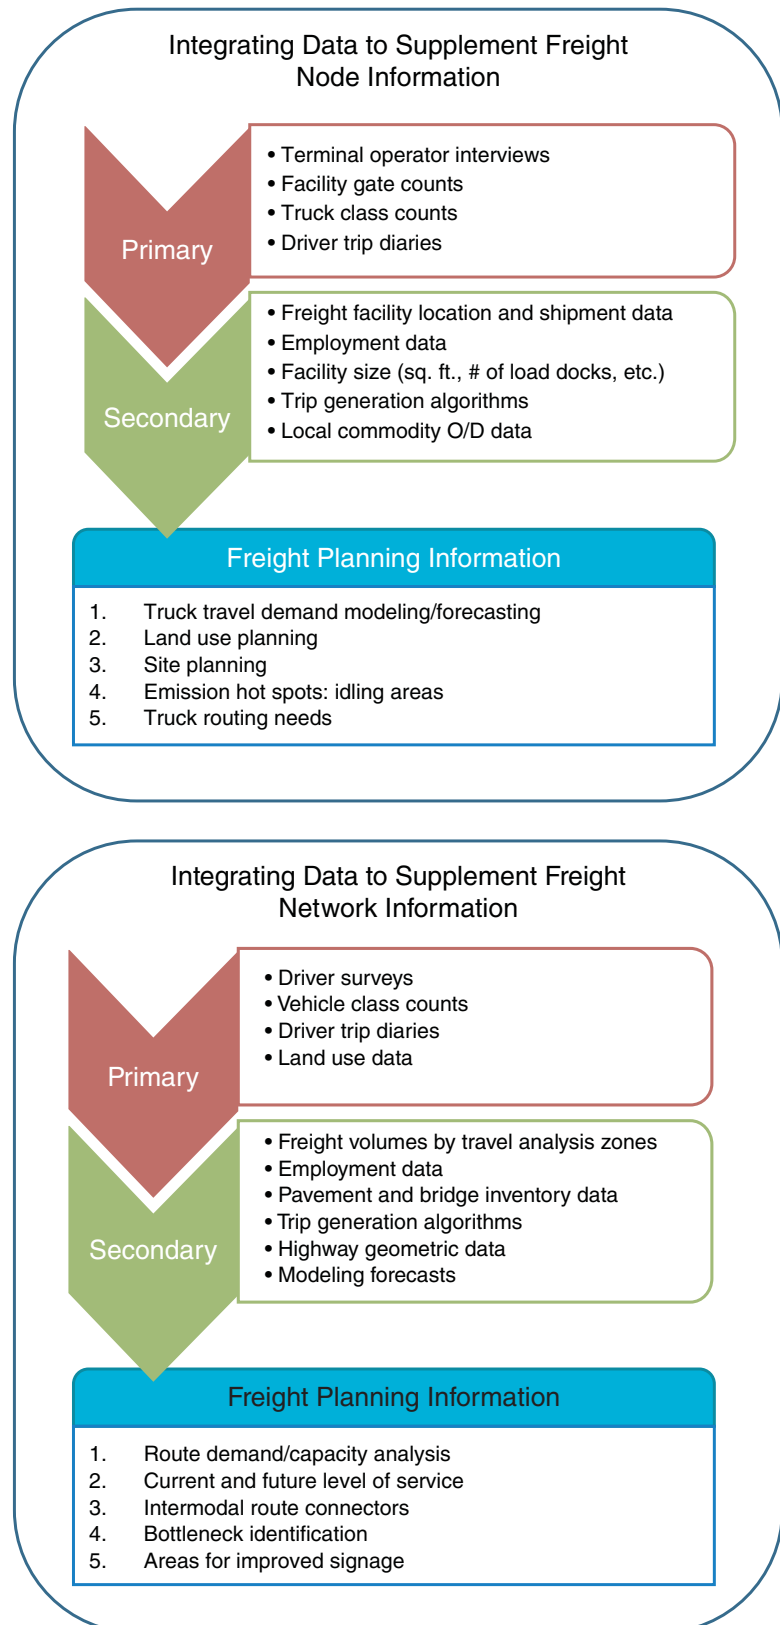 Integrating Data to Supplement Freight
Node Information
Primary
• Terminal operator interviews
• Facility gate counts
• Truck class counts
• Driver trip diaries
Secondary
• Freight facility location and shipment data
• Employment data
• Facility size (sq. ft., # of load docks, etc.)
• Trip generation algorithms
• Local commodity O/D data
Freight Planning Information
1. Truck travel demand modeling/forecasting
2. Land use planning
3. Site planning
4. Emission hot spots: idling areas
5. Truck routing needs
Integrating Data to Supplement Freight
Network Information
Primary
• Driver surveys
• Vehicle class counts
• Driver trip diaries
• Land use data
Secondary
• Freight volumes by travel analysis zones
• Employment data
• Pavement and bridge inventory data
• Trip generation algorithms
• Highway geometric data
• Modeling forecasts
Freight Planning Information
1. Route demand/capacity analysis
2. Current and future level of service
3. Intermodal route connectors
4. Bottleneck identification
5. Areas for improved signage